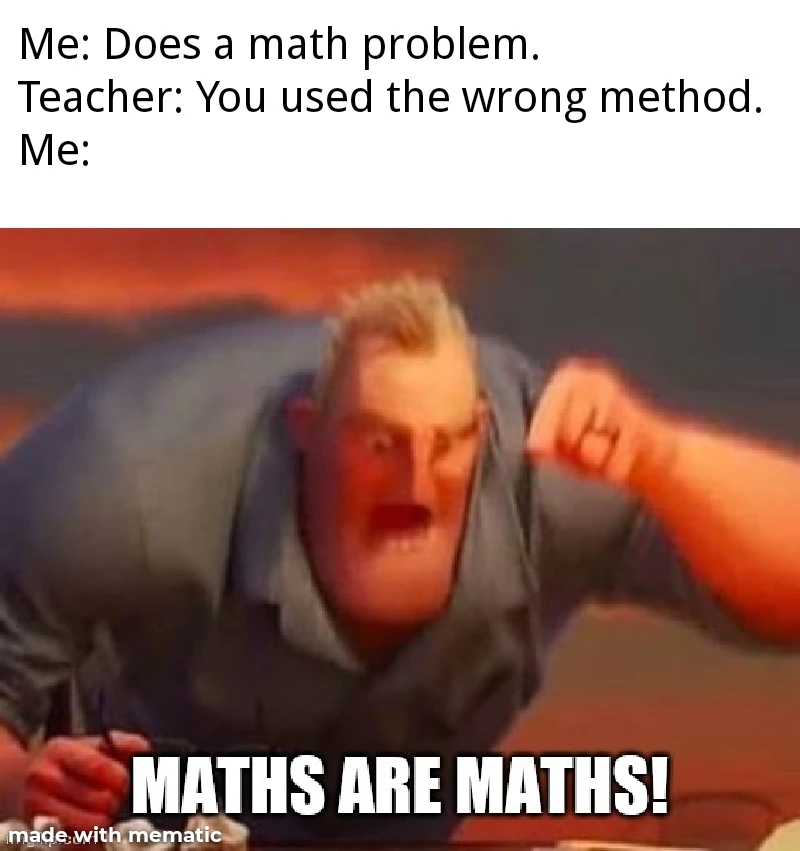 Me: Does a math problem.
Teacher: You used the wrong method.
Me:
MATHS ARE MATHS!
made with mematic